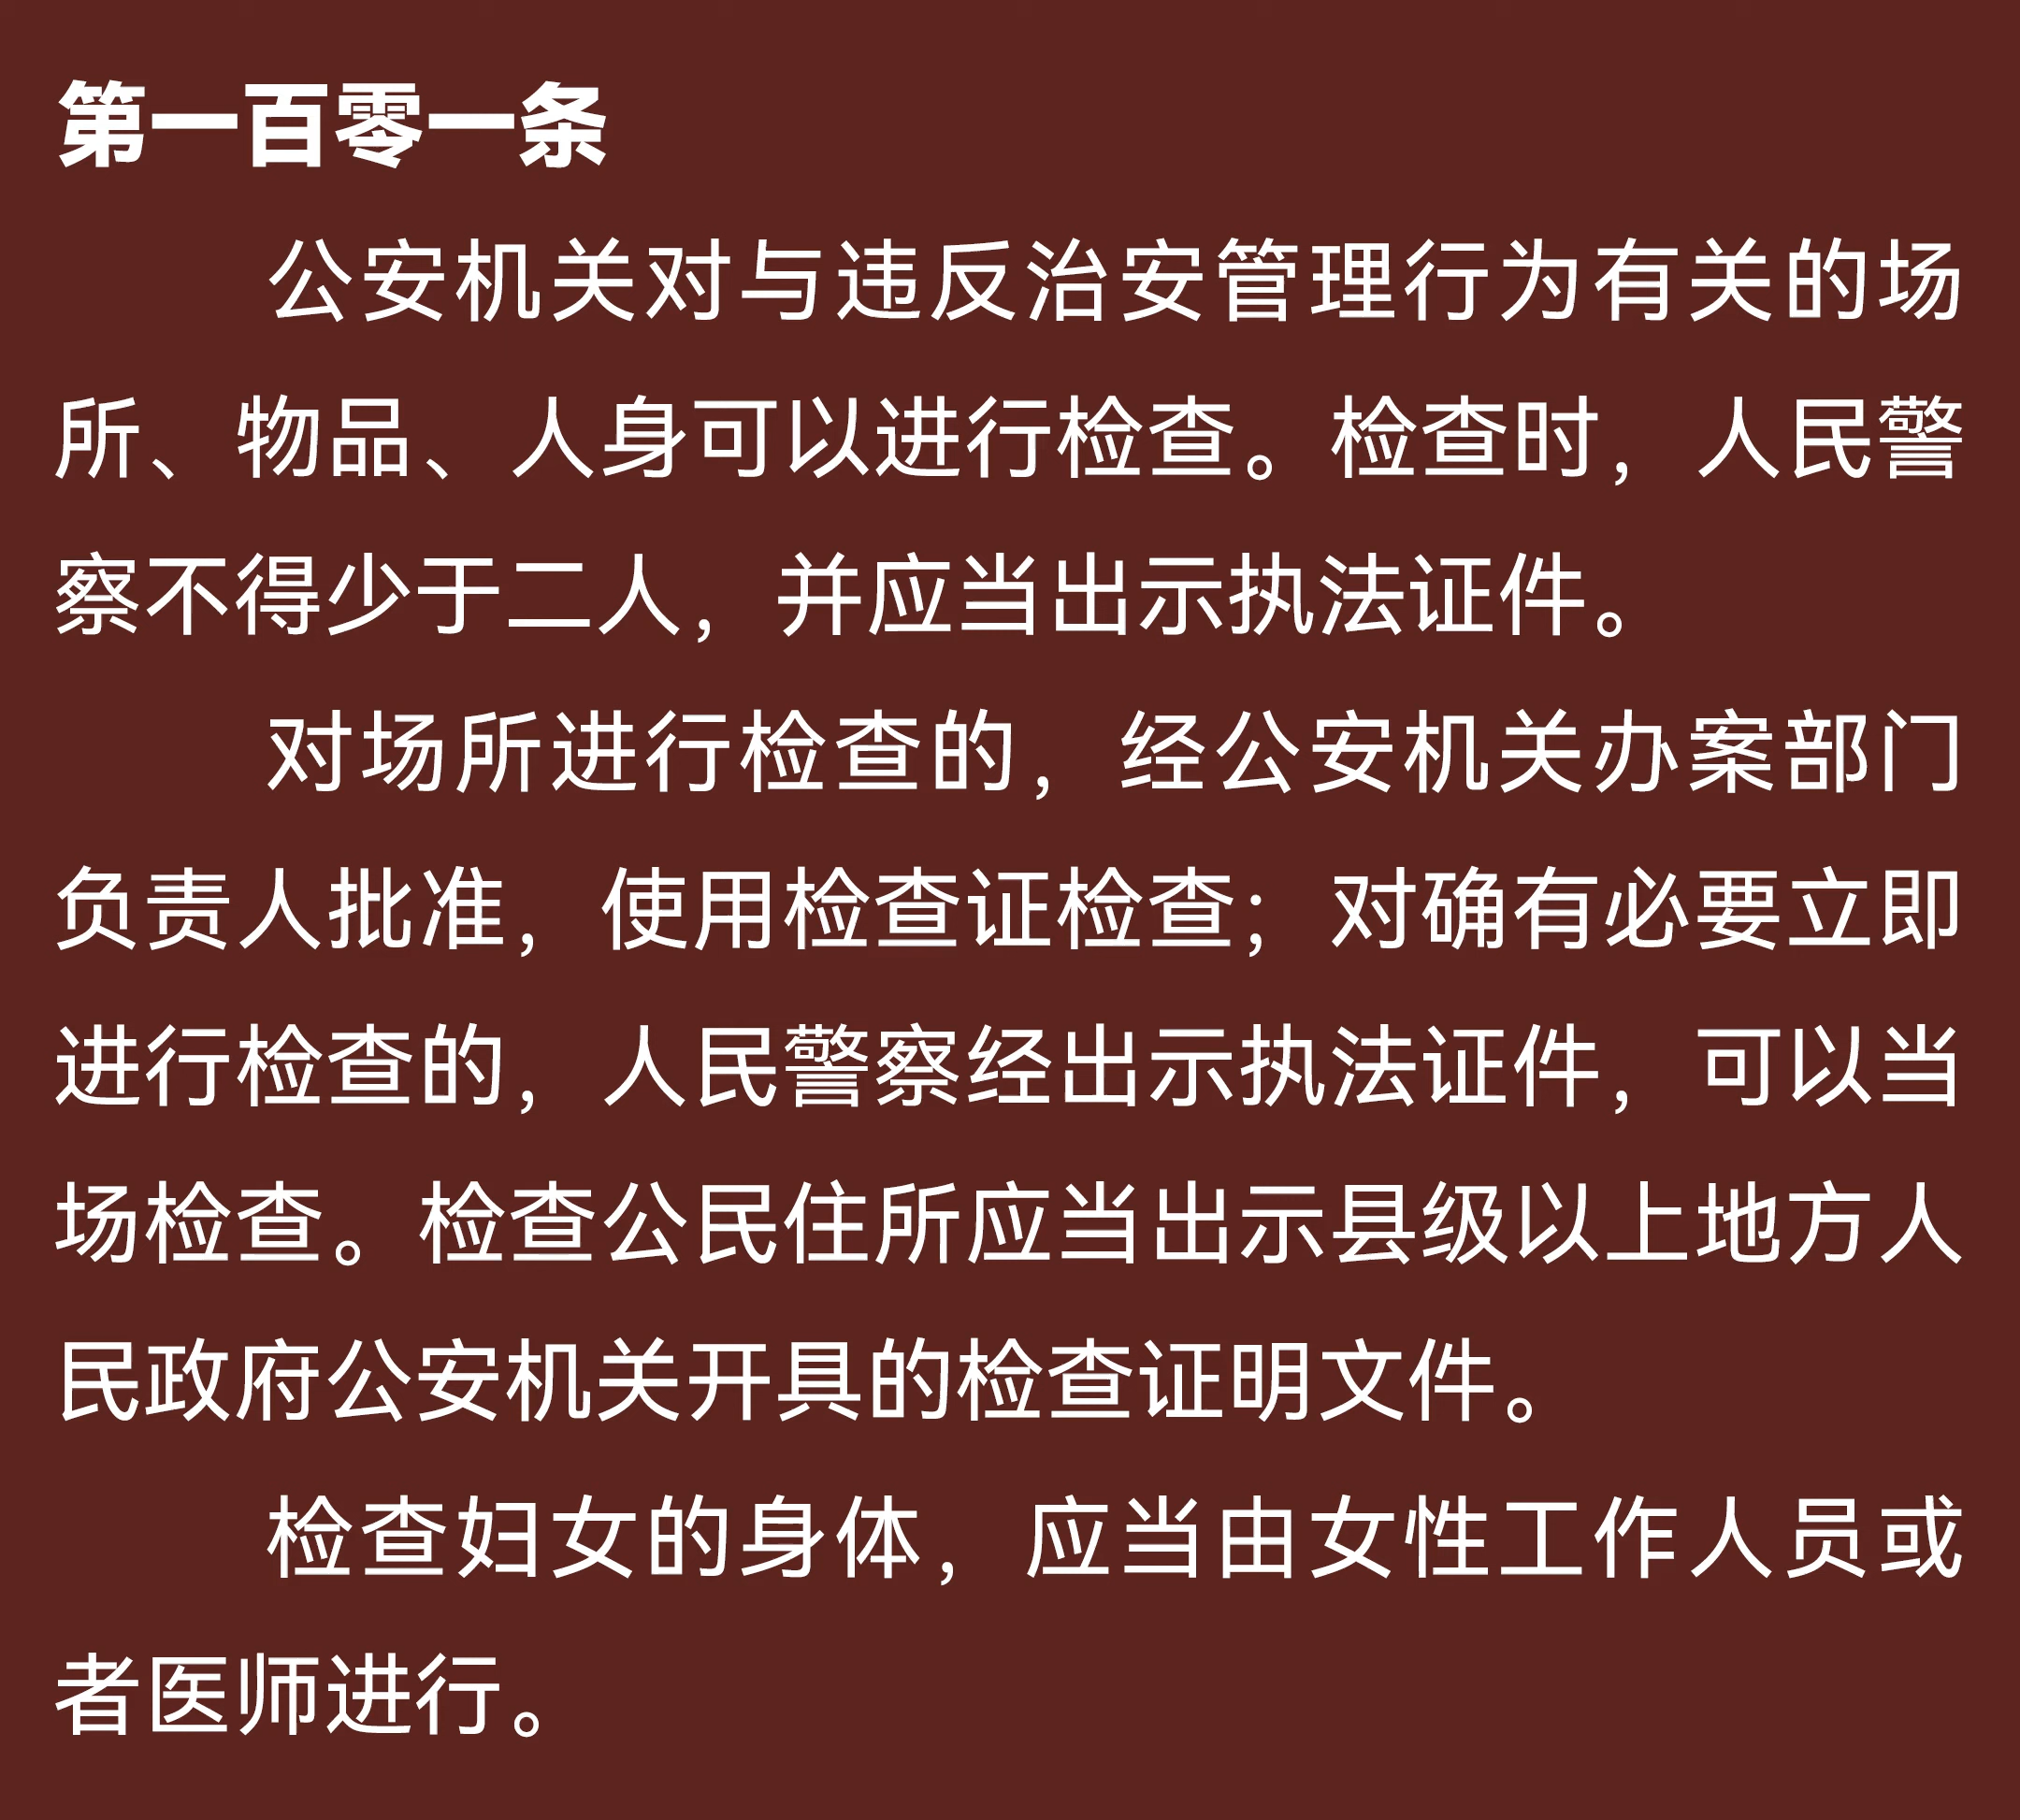 第一百零一条
公安机关对与违反治安管理行为有关的场
所、物品、人身可以进行检查。检查时，人民警
察不得少于二人，并应当出示执法证件。
对场所进行检查的，经公安机关办案部门
负责人批准，使用检查证检查；对确有必要立即
进行检查的，人民警察经出示执法证件，可以当
场检查。检查公民住所应当出示县级以上地方人
民政府公安机关开具的检查证明文件。
检查妇女的身体，应当由女性工作人员或
者医师进行。